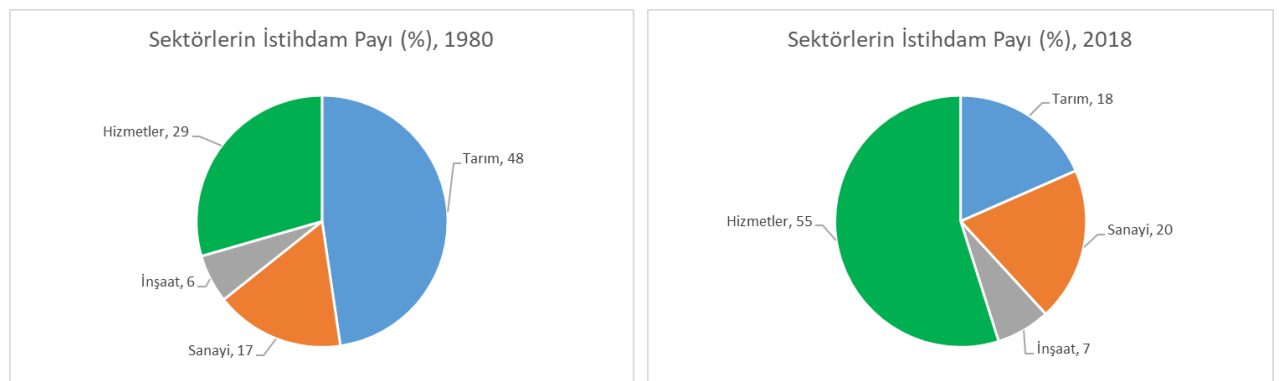 Sektörlerin İstihdam Payı (%), 1980
Hizmetler, 29
Tarım, 48
İnşaat, 6
Sanayi, 17
Sektörlerin İstihdam Payı (%), 2018
Tarım, 18
Hizmetler, 55
Sanayi, 20
İnşaat, 7